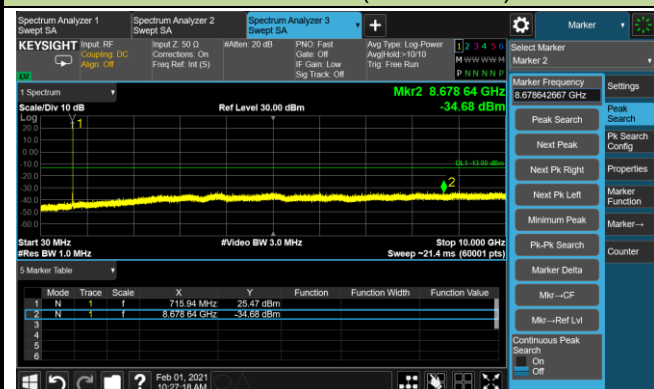 Spectrum Analyzer 1
Swept SA
Spectrum Analyzer 2
Swept SA
Spectrum Analyzer 3
Swept SA
+
Marker
KEYSIGHT
Input: RF
Coupling: DC
Align: Off
Input Z: 50 Ω
Corrections: On
Freq Ref: Int (S)
#Atten: 20 dB
PNO: Fast
Gate: Off
IF Gain: Low
Sig Track: Off
Avg Type: Log-Power
Avg|Hold:>10/10
Trig: Free Run
1 2 3 4 5 6
M W W W W M
P N N N N P
LXI
Select Marker
Marker 2
1 Spectrum
Mkr2 8.678 64 GHz
-34.68 dBm
Scale/Div 10 dB
Ref Level 30.00 dBm
Log
20.0
10.0
0.00
-10.0
-20.0
-30.0
-40.0
-50.0
-60.0
1
2
DL1 -13.00 dBm
Start 30 MHz
#Res BW 1.0 MHz
#Video BW 3.0 MHz
Stop 10.000 GHz
Sweep ~21.4 ms (60001 pts)
5 Marker Table
Mode Trace Scale X Y Function Function Width Function Value
1 N 1 f 715.94 MHz 25.47 dBm
2 N 1 f 8.678 64 GHz -34.68 dBm
3
4
5
6
Marker Frequency
8.678642667 GHz
Peak Search
Next Peak
Next Pk Right
Next Pk Left
Minimum Peak
Pk-Pk Search
Marker Delta
Mkr→CF
Mkr→Ref Lvl
Continuous Peak
Search
On
Off
Settings
Peak
Search
Pk Search
Config
Properties
Marker
Function
Marker→
Counter
?
Feb 01, 2021
10:27:18 AM